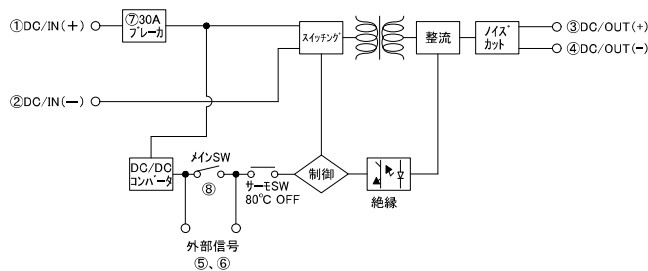 ①DC/IN(+)
⑦30A
ブレーカ
スイッチング
整流
ノイズ
カット
③DC/OUT(+)
④DC/OUT(-)
②DC/IN(ー)
DC/DC
コンバータ
メインSW
⑧
サーモSW
80℃ OFF
制御
絶縁
外部信号
⑤、⑥